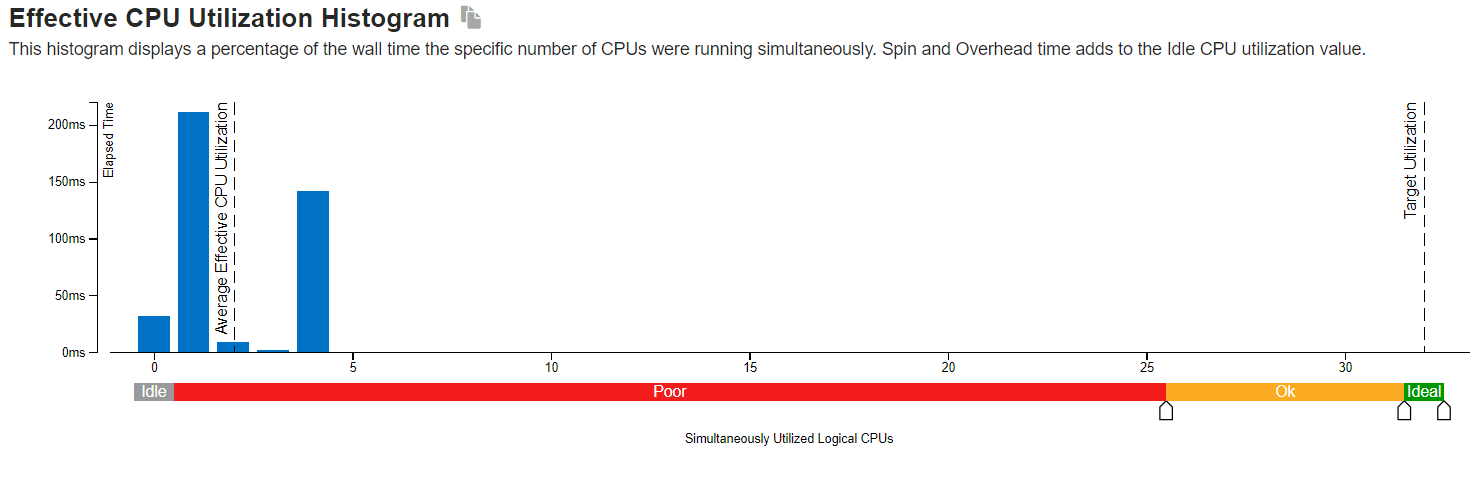 Effective CPU Utilization Histogram
This histogram displays a percentage of the wall time the specific number of CPUs were running simultaneously. Spin and Overhead time adds to the Idle CPU utilization value.
Elapsed Time
200ms
150ms
100ms
50ms
0ms
Average Effective CPU Utilization
Target Utilization
0 5 10 15 20 25 30
Idle Poor Ok Ideal
Simultaneously Utilized Logical CPUs